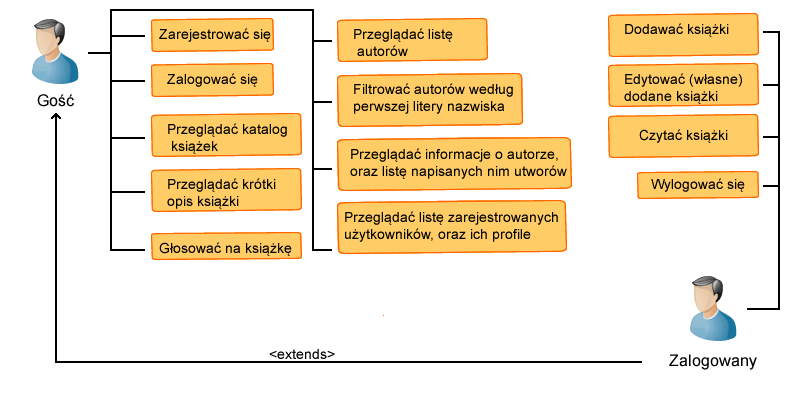 Gość
Zarejestrować się
Zalogować się
Przeglądać katalog
książek
Przeglądać krótki
opis książki
Głosować na książkę
Przeglądać listę
autorów
Filtrować autorów według
perwszej litery nazwiska
Przeglądać informacje o autorze,
oraz listę napisanych nim utworów
Przeglądać listę zarejestrowanych
użytkowników, oraz ich profile
Dodawać książki
Edytować (własne)
dodane książki
Czytać książki
Wylogować się
Zalogowany
<extends>